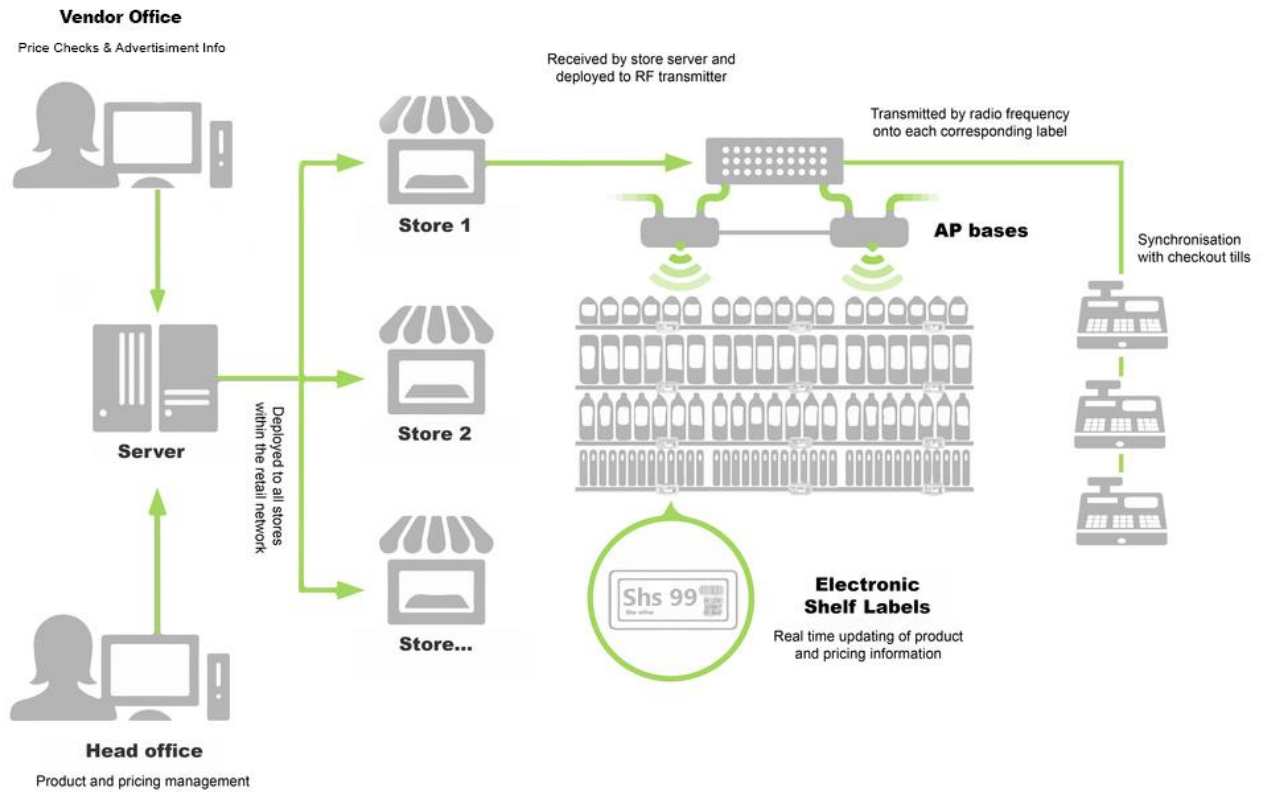 Vendor Office
Price Checks & Advertisiment Info
Received by store server and
deployed to RF transmitter
Transmitted by radio frequency
onto each corresponding label
Store 1
AP bases
Synchronisation
with checkout tills
Server
Deployed to all stores
within the retail network
Store 2
Store...
Shs 99
Electronic
Shelf Labels
Real time updating of product
and pricing information
Head office
Product and pricing management